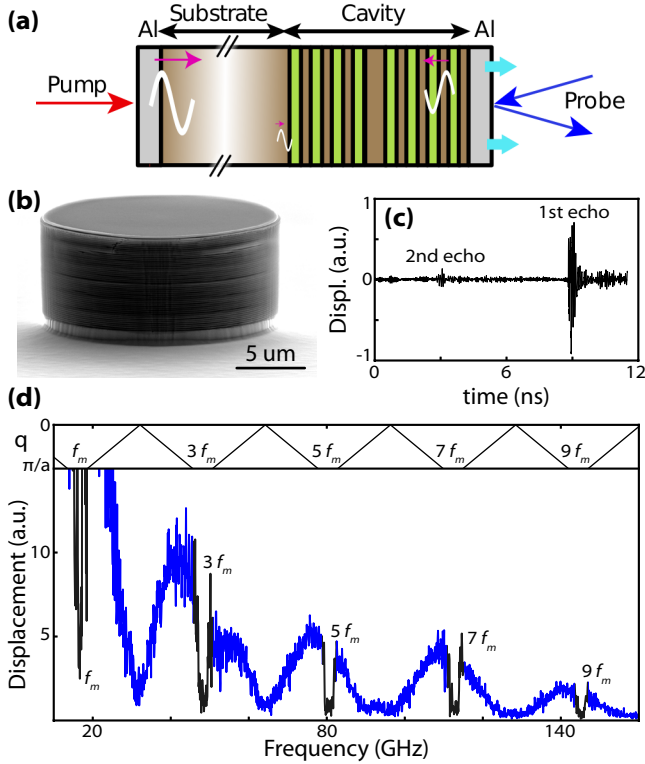 (a)
Substrate
Cavity
Al
Al
Pump
Probe
(b)
5 um
(c)
1st echo
2nd echo
Displ. (a.u.)
1
0
-1
0
6
12
time (ns)
(d)
0
q
π/a
f_m
3 f_m
5 f_m
7 f_m
9 f_m
Displacement (a.u.)
10
5
f_m
3 f_m
5 f_m
7 f_m
9 f_m
20
80
140
Frequency (GHz)